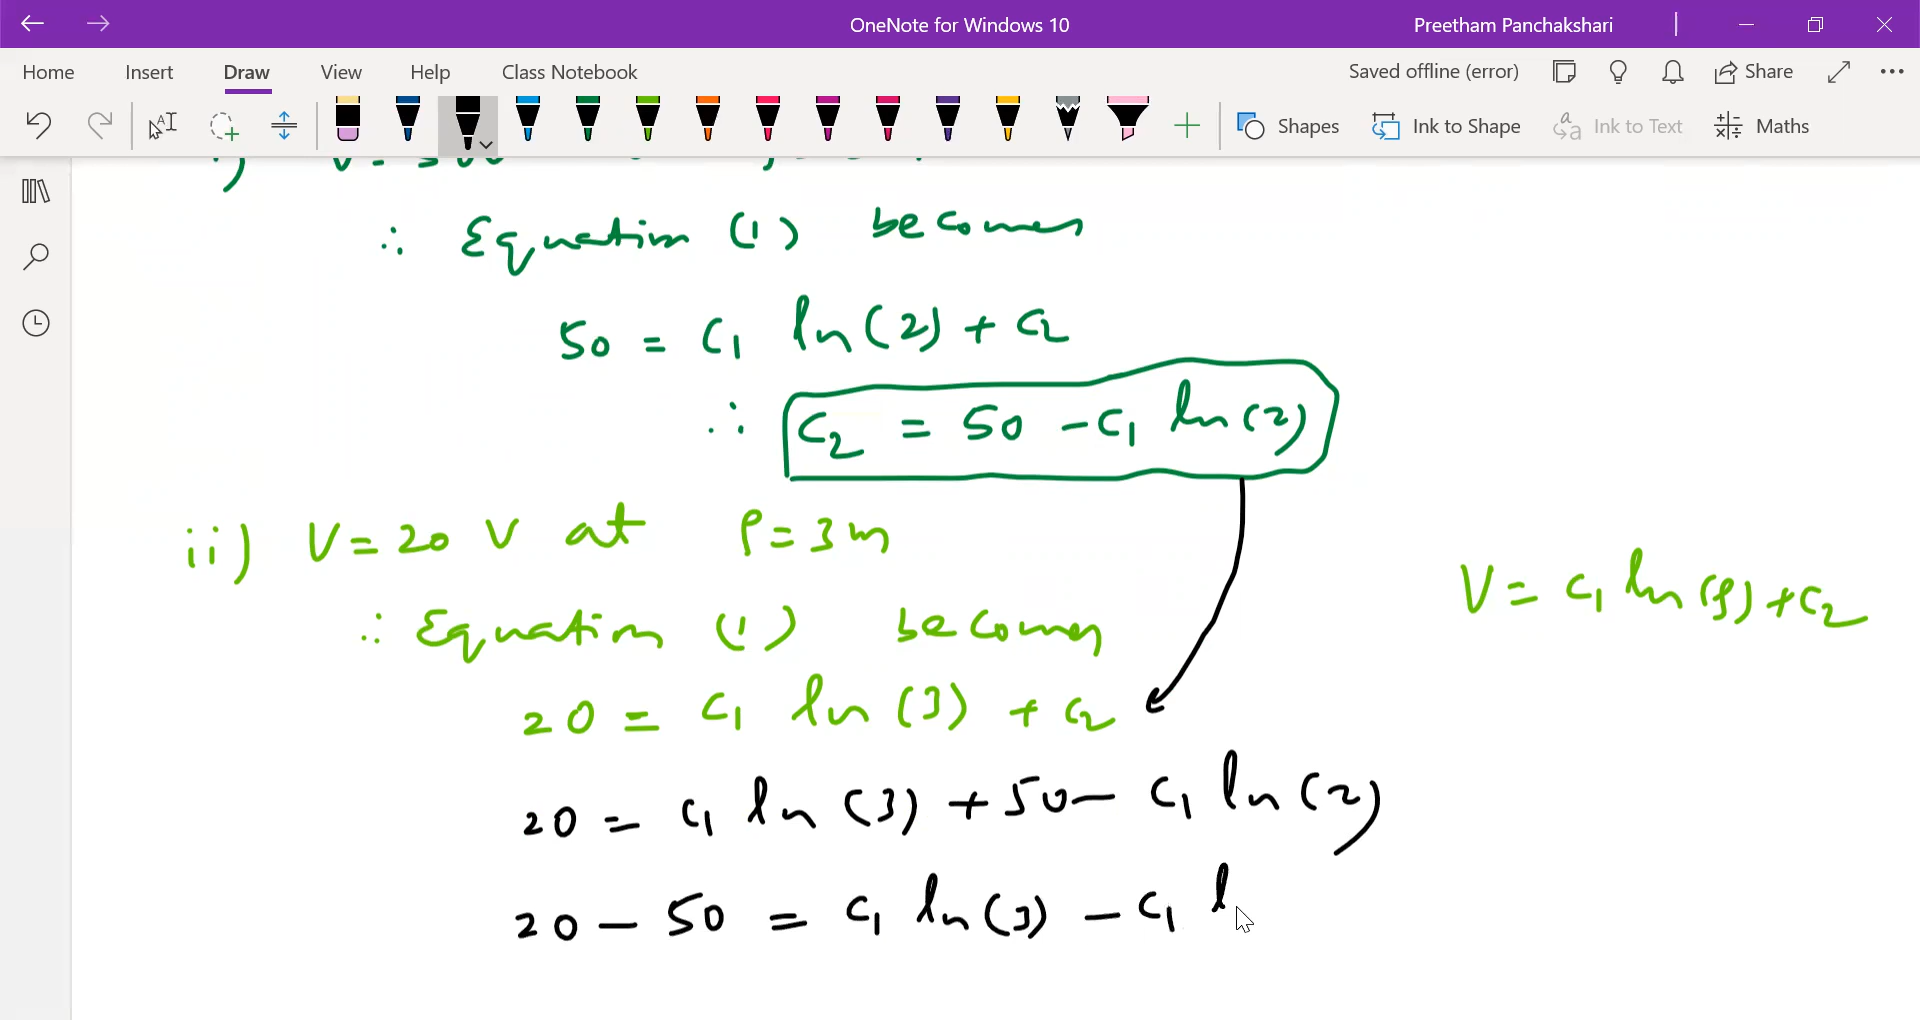 OneNote for Windows 10
Preetham Panchakshari
Home Insert Draw View Help Class Notebook
Saved offline (error) Share
Shapes Ink to Shape Ink to Text Maths
∴ Equation (1) becomes
50 = C₁ ln(2) + C₂
∴ C₂ = 50 - C₁ ln(2)
ii) V = 20 V at ρ = 3m
V = C₁ ln(ρ) + C₂
∴ Equation (1) becomes
20 = C₁ ln(3) + C₂
20 = C₁ ln(3) + 50 - C₁ ln(2)
20 - 50 = C₁ ln(3) - C₁ l